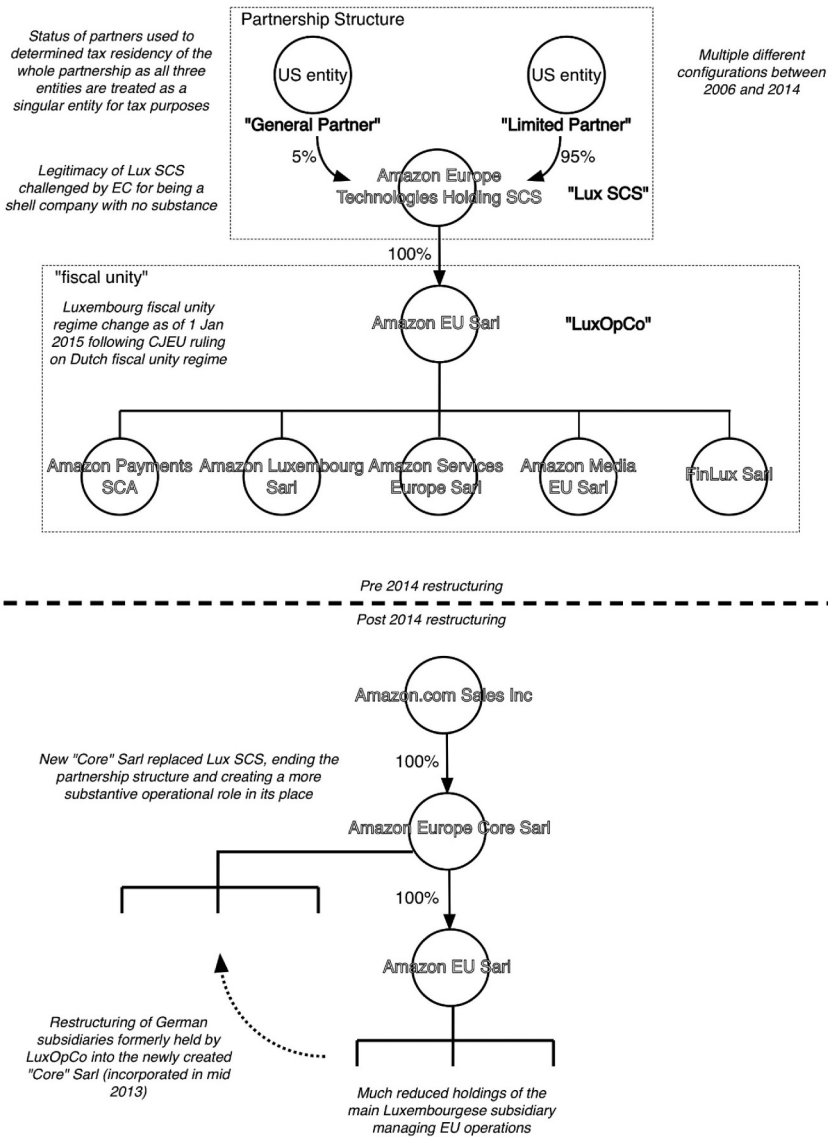 Partnership Structure
Status of partners used to
determined tax residency of the
whole partnership as all three
entities are treated as a
singular entity for tax purposes
US entity
US entity
Multiple different
configurations between
2006 and 2014
"General Partner"
"Limited Partner"
5%
95%
Legitimacy of Lux SCS
challenged by EC for being a
shell company with no substance
Amazon Europe
Technologies Holding SCS
"Lux SCS"
100%
"fiscal unity"
Luxembourg fiscal unity
regime change as of 1 Jan
2015 following CJEU ruling
on Dutch fiscal unity regime
Amazon EU Sarl
"LuxOpCo"
Amazon Payments
SCA
Amazon Luxembourg
Sarl
Amazon Services
Europe Sarl
Amazon Media
EU Sarl
FinLux Sarl
Pre 2014 restructuring
Post 2014 restructuring
Amazon.com Sales Inc
100%
New "Core" Sarl replaced Lux SCS, ending the
partnership structure and creating a more
substantive operational role in its place
Amazon Europe Core Sarl
100%
Amazon EU Sarl
Restructuring of German
subsidiaries formerly held by
LuxOpCo into the newly created
"Core" Sarl (incorporated in mid
2013)
Much reduced holdings of the
main Luxembourgese subsidiary
managing EU operations